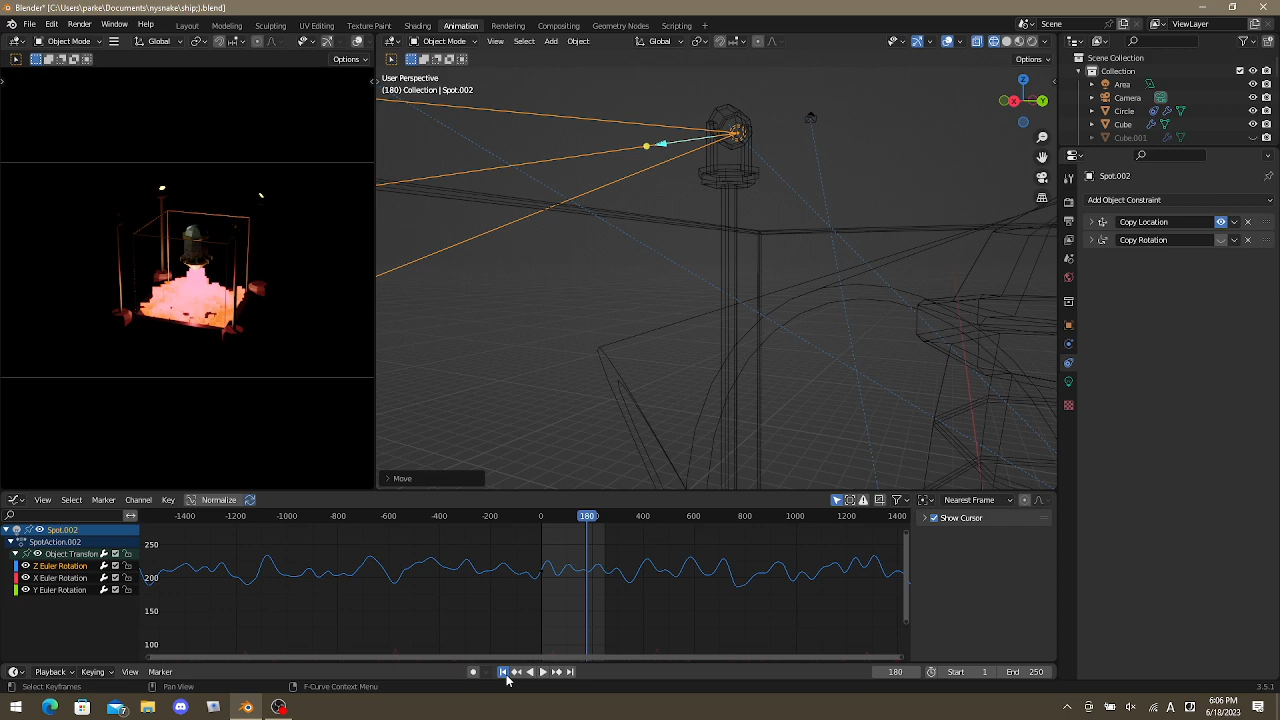 Blender* [C:\Users\parke\Documents\nysnake\ship;).blend]
File Edit Render Window Help Layout Modeling Sculpting UV Editing Texture Paint Shading Animation Rendering Compositing Geometry Nodes Scripting + Scene ViewLayer
Global Object Mode View Select Add Object Global
Options Options
User Perspective
(180) Collection | Spot.002
Z
X
Y
Scene Collection
Collection
Area
Camera
Circle
Cube
Cube.001
Spot.002
Add Object Constraint
Copy Location
Copy Rotation
Move
View Select Marker Channel Key Normalize Nearest Frame
-1400 -1200 -1000 -800 -600 -400 -200 0 180 400 600 800 1000 1200 1400
Show Cursor
Spot.002
SpotAction.002
Object Transfor
Z Euler Rotation
X Euler Rotation
Y Euler Rotation
250
200
150
100
Playback Keying View Marker 180 Start 1 End 250
Select Keyframes Pan View F-Curve Context Menu 3.5.1
6:06 PM
6/18/2023